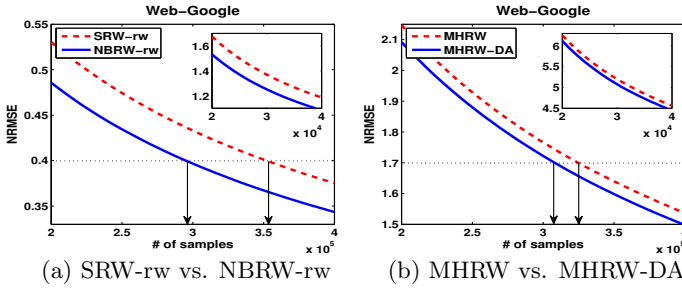 Web-Google
SRW-rw
NBRW-rw
NRMSE
0.55
0.45
0.4
0.35
1.6
1.4
1.2
2
3
4
x 10^4
2
2.5
3
3.5
4
# of samples
x 10^5
(a) SRW-rw vs. NBRW-rw
Web-Google
MHRW
MHRW-DA
NRMSE
2.1
2
1.9
1.8
1.7
1.6
1.5
6
5.5
5
4.5
2
3
4
x 10^4
2
2.5
3
3.5
4
# of samples
x 10^5
(b) MHRW vs. MHRW-DA